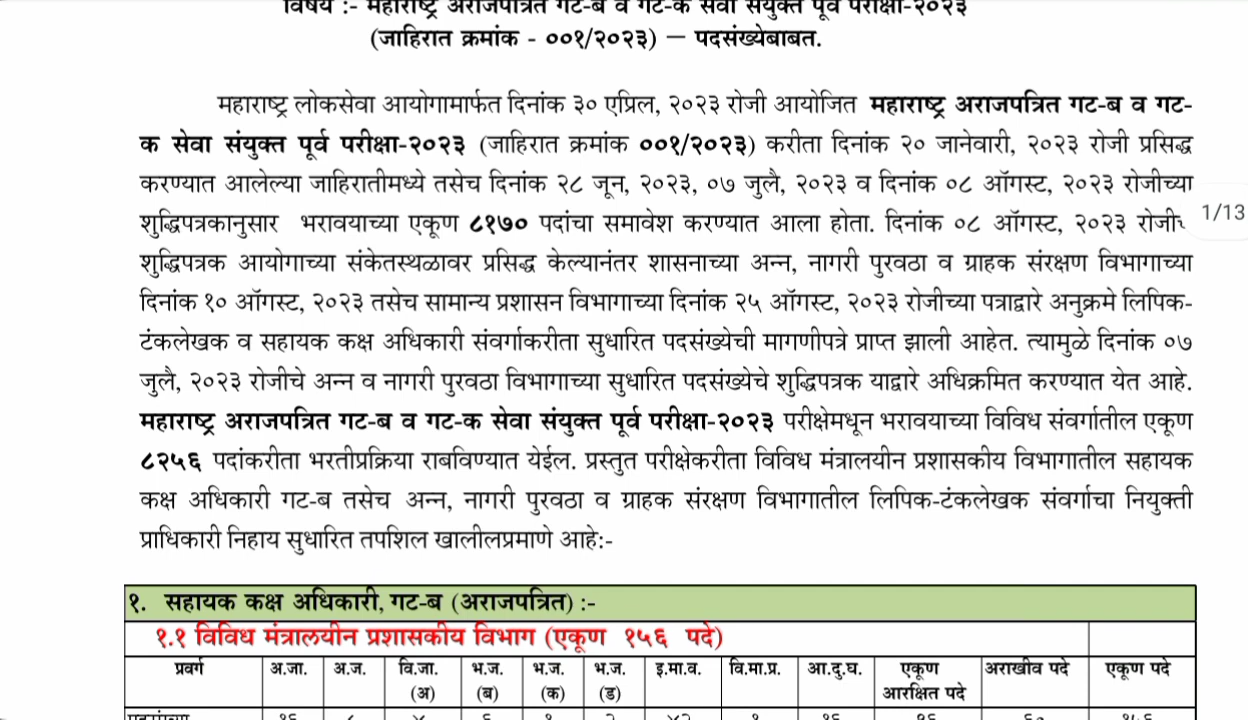 विषय :- महाराष्ट्र अराजपत्रित गट-ब व गट-क सेवा संयुक्त पूर्व परीक्षा-२०२३
(जाहिरात क्रमांक - ००१/२०२३) – पदसंख्येबाबत.
महाराष्ट्र लोकसेवा आयोगामार्फत दिनांक ३० एप्रिल, २०२३ रोजी आयोजित महाराष्ट्र अराजपत्रित गट-ब व गट-
क सेवा संयुक्त पूर्व परीक्षा-२०२३ (जाहिरात क्रमांक ००१/२०२३) करीता दिनांक २० जानेवारी, २०२३ रोजी प्रसिद्ध
करण्यात आलेल्या जाहिरातीमध्ये तसेच दिनांक २८ जून, २०२३, ०७ जुलै, २०२३ व दिनांक ०८ ऑगस्ट, २०२३ रोजीच्या
शुद्धिपत्रकानुसार भरावयाच्या एकूण ८१७० पदांचा समावेश करण्यात आला होता. दिनांक ०८ ऑगस्ट, २०२३ रोजीचे
1/13
शुद्धिपत्रक आयोगाच्या संकेतस्थळावर प्रसिद्ध केल्यानंतर शासनाच्या अन्न, नागरी पुरवठा व ग्राहक संरक्षण विभागाच्या
दिनांक १० ऑगस्ट, २०२३ तसेच सामान्य प्रशासन विभागाच्या दिनांक २५ ऑगस्ट, २०२३ रोजीच्या पत्राद्वारे अनुक्रमे लिपिक-
टंकलेखक व सहायक कक्ष अधिकारी संवर्गाकरीता सुधारित पदसंख्येची मागणीपत्रे प्राप्त झाली आहेत. त्यामुळे दिनांक ०७
जुलै, २०२३ रोजीचे अन्न व नागरी पुरवठा विभागाच्या सुधारित पदसंख्येचे शुद्धिपत्रक याद्वारे अधिक्रमित करण्यात येत आहे.
महाराष्ट्र अराजपत्रित गट-ब व गट-क सेवा संयुक्त पूर्व परीक्षा-२०२३ परीक्षेमधून भरावयाच्या विविध संवर्गातील एकूण
८२५६ पदांकरीता भरतीप्रक्रिया राबविण्यात येईल. प्रस्तुत परीक्षेकरीता विविध मंत्रालयीन प्रशासकीय विभागातील सहायक
कक्ष अधिकारी गट-ब तसेच अन्न, नागरी पुरवठा व ग्राहक संरक्षण विभागातील लिपिक-टंकलेखक संवर्गाचा नियुक्ती
प्राधिकारी निहाय सुधारित तपशिल खालीलप्रमाणे आहे:-
१. सहायक कक्ष अधिकारी, गट-ब (अराजपत्रित) :-
१.१ विविध मंत्रालयीन प्रशासकीय विभाग (एकूण १५६ पदे)
प्रवर्ग अ.जा. अ.ज. वि.जा. (अ) भ.ज. (ब) भ.ज. (क) भ.ज. (ड) इ.मा.व. वि.मा.प्र. आ.दु.घ. एकूण आरक्षित पदे अराखीव पदे एकूण पदे